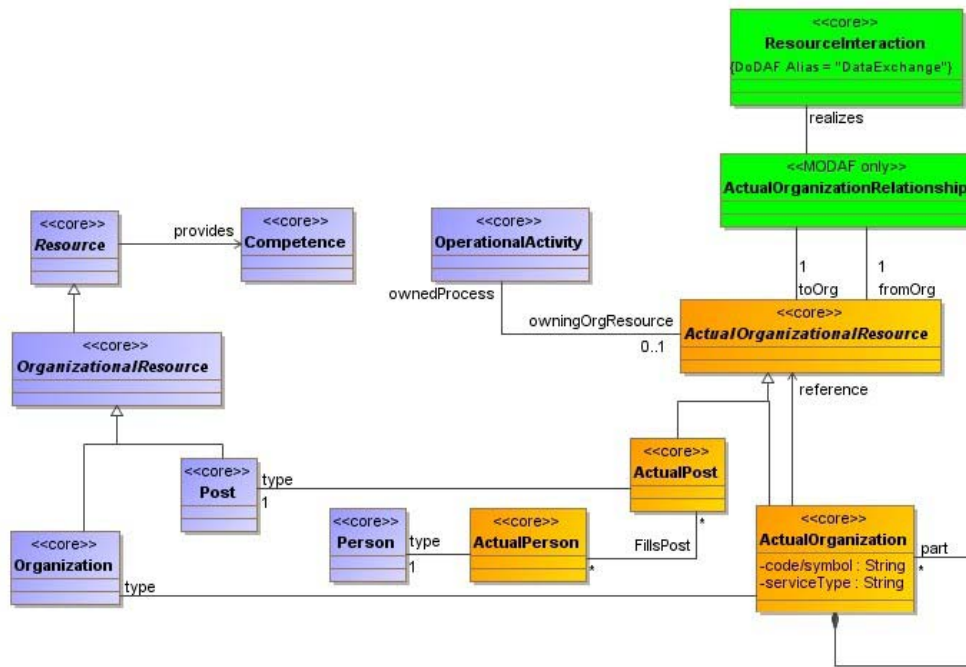 <<core>>
ResourceInteraction
{DoDAF Alias = "DataExchange"}
realizes
<<MODAF only>>
ActualOrganizationRelationship
<<core>>
Resource
provides
<<core>>
Competence
<<core>>
OperationalActivity
ownedProcess
1
toOrg
1
fromOrg
owningOrgResource
0..1
<<core>>
ActualOrganizationalResource
<<core>>
OrganizationalResource
reference
<<core>>
Post
type
1
<<core>>
ActualPost
*
<<core>>
Person
type
1
<<core>>
ActualPerson
*
FillsPost
<<core>>
Organization
type
<<core>>
ActualOrganization
-code/symbol : String
-serviceType : String
part
*